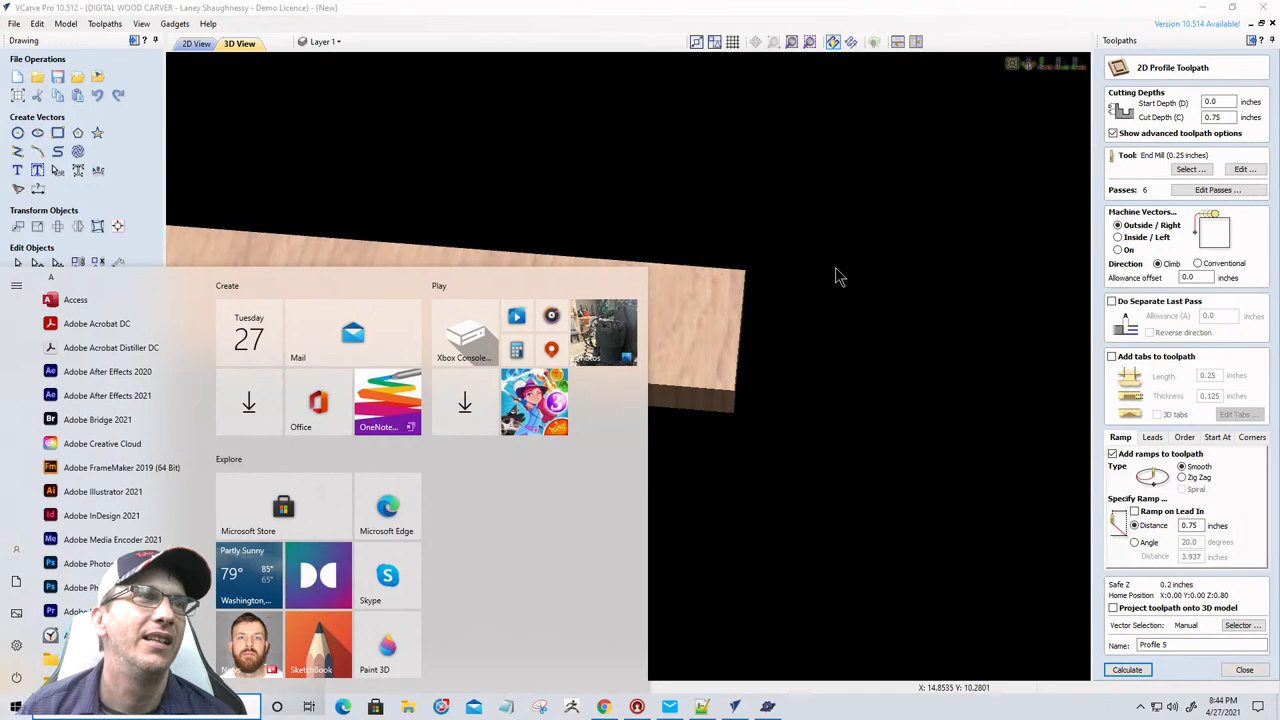 VCarve Pro 10.512 - {DIGITAL WOOD CARVER - Laney Shaughnessy - Demo Licence} - [New]
File Edit Model Toolpaths View Gadgets Help
Version 10.514 Available!
Drawing
2D View 3D View Layer 1
Toolpaths
File Operations
Create Vectors
Transform Objects
Edit Objects
2D Profile Toolpath
Cutting Depths
Start Depth (D) 0.0 inches
Cut Depth (C) 0.75 inches
Show advanced toolpath options
Tool: End Mill (0.25 inches)
Select ... Edit ...
Passes: 6 Edit Passes ...
Machine Vectors...
Outside / Right
Inside / Left
On
Direction Climb Conventional
Allowance offset 0.0 inches
Do Separate Last Pass
Allowance (A) 0.0 inches
Reverse direction
Add tabs to toolpath
Length 0.25 inches
Thickness 0.125 inches
3D tabs Edit Tabs ...
Ramp Leads Order Start At Corners
Add ramps to toolpath
Type Smooth
Zig Zag
Spiral
Specify Ramp ...
Ramp on Lead In
Distance 0.75 inches
Angle 20.0 degrees
Distance 3.937 inches
Safe Z 0.2 inches
Home Position X:0.00 Y:0.00 Z:0.80
Project toolpath onto 3D model
Vector Selection: Manual Selector ...
Name: Profile 5
Calculate Close
A
Access
Adobe Acrobat DC
Adobe Acrobat Distiller DC
Adobe After Effects 2020
Adobe After Effects 2021
Adobe Bridge 2021
Adobe Creative Cloud
Adobe FrameMaker 2019 (64 Bit)
Adobe Illustrator 2021
Adobe InDesign 2021
Adobe Media Encoder 2021
Adobe Photo
Adobe Ph
Adobe Pr
Create
Tuesday
27
Mail
Office
OneNote...
Explore
Microsoft Store
Microsoft Edge
Partly Sunny
79° 85°
65°
Washington,...
Skype
SketchBook
Paint 3D
Play
Xbox Console...
Photos
3
King
X: 14.8535 Y: 10.2801
8:44 PM
4/27/2021